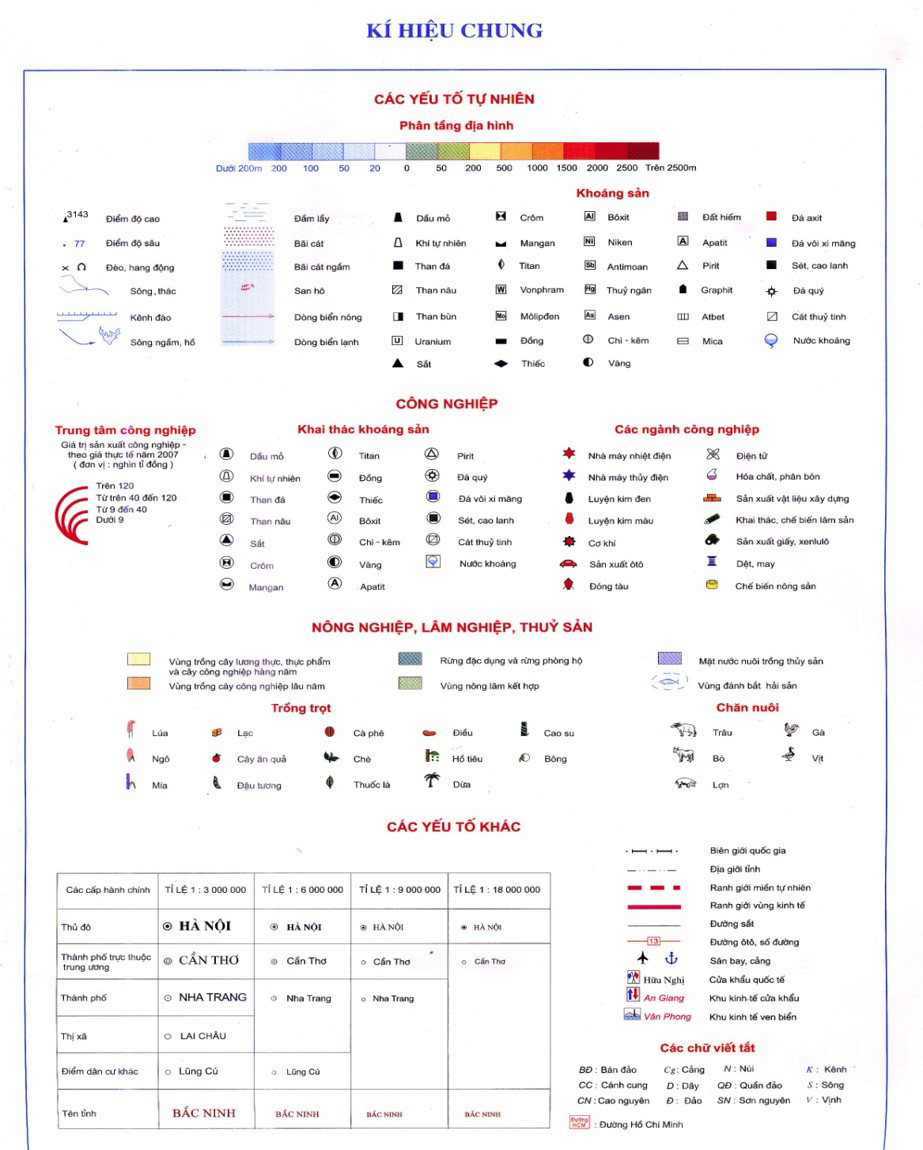 KÍ HIỆU CHUNG
CÁC YẾU TỐ TỰ NHIÊN
Phân tầng địa hình
Dưới 200m 200 100 50 20 0 50 200 500 1000 1500 2000 2500 Trên 2500m
Khoáng sản
3143 Điểm độ cao
77 Điểm độ sâu
Đèo, hang động
Sông, thác
Kênh đào
Sông ngầm, hồ
Đầm lầy
Bãi cát
Bãi cát ngầm
San hô
Dòng biển nóng
Dòng biển lạnh
Dầu mỏ
Khí tự nhiên
Than đá
Than nâu
Than bùn
U Uranium
Sắt
Crôm
Mangan
Titan
W Vonphram
Mo Môlipđen
Đồng
Thiếc
Al Bôxit
Ni Niken
Sb Antimoan
Hg Thuỷ ngân
As Asen
Chì - kẽm
Vàng
Đất hiếm
A Apatit
Pirit
Graphit
Atbet
Mica
Đá axit
Đá vôi xi măng
Sét, cao lanh
Đá quý
Cát thuỷ tinh
Nước khoáng
CÔNG NGHIỆP
Trung tâm công nghiệp
Giá trị sản xuất công nghiệp -
theo giá thực tế năm 2007
( đơn vị : nghìn tỉ đồng )
Trên 120
Từ trên 40 đến 120
Từ 9 đến 40
Dưới 9
Khai thác khoáng sản
Dầu mỏ
Khí tự nhiên
Than đá
Than nâu
Sắt
Crôm
Mangan
Titan
Đồng
Thiếc
Al Bôxit
Chì - kẽm
Vàng
A Apatit
Pirit
Đá quý
Đá vôi xi măng
Sét, cao lanh
Cát thuỷ tinh
Nước khoáng
Các ngành công nghiệp
Nhà máy nhiệt điện
Nhà máy thủy điện
Luyện kim đen
Luyện kim màu
Cơ khí
Sản xuất ôtô
Đóng tàu
Điện tử
Hóa chất, phân bón
Sản xuất vật liệu xây dựng
Khai thác, chế biến lâm sản
Sản xuất giấy, xenlulô
Dệt, may
Chế biến nông sản
NÔNG NGHIỆP, LÂM NGHIỆP, THUỶ SẢN
Vùng trồng cây lương thực, thực phẩm
và cây công nghiệp hàng năm
Vùng trồng cây công nghiệp lâu năm
Rừng đặc dụng và rừng phòng hộ
Vùng nông lâm kết hợp
Mặt nước nuôi trồng thủy sản
Vùng đánh bắt hải sản
Trồng trọt
Lúa
Ngô
Mía
Lạc
Cây ăn quả
Đậu tương
Cà phê
Chè
Thuốc lá
Điều
Hồ tiêu
Dừa
Cao su
Bông
Chăn nuôi
Trâu
Bò
Lợn
Gà
Vịt
CÁC YẾU TỐ KHÁC
Các cấp hành chính TỈ LỆ 1 : 3 000 000 TỈ LỆ 1 : 6 000 000 TỈ LỆ 1 : 9 000 000 TỈ LỆ 1 : 18 000 000
Thủ đô HÀ NỘI HÀ NỘI HÀ NỘI HÀ NỘI
Thành phố trực thuộc
trung ương CẦN THƠ Cần Thơ Cần Thơ Cần Thơ
Thành phố NHA TRANG Nha Trang Nha Trang
Thị xã LAI CHÂU
Điểm dân cư khác Lũng Cú Lũng Cú
Tên tỉnh BẮC NINH BẮC NINH BẮC NINH BẮC NINH
Biên giới quốc gia
Địa giới tỉnh
Ranh giới miền tự nhiên
Ranh giới vùng kinh tế
Đường sắt
13 Đường ôtô, số đường
Sân bay, cảng
Hữu Nghị Cửa khẩu quốc tế
An Giang Khu kinh tế cửa khẩu
Vân Phong Khu kinh tế ven biển
Các chữ viết tắt
BĐ : Bán đảo Cg: Cảng N : Núi K : Kênh
CC : Cánh cung D : Dãy QĐ : Quần đảo S : Sông
CN : Cao nguyên Đ : Đảo SN : Sơn nguyên V : Vịnh
Đường HCM : Đường Hồ Chí Minh